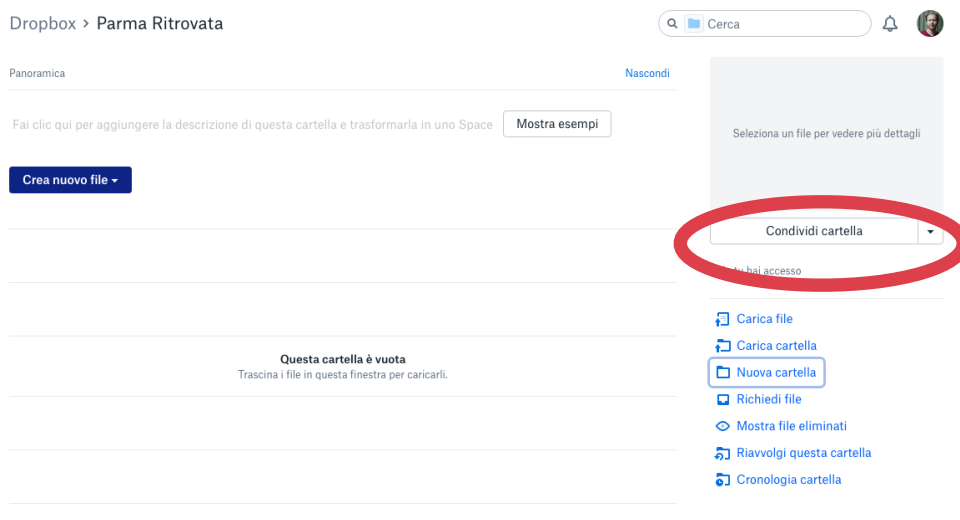 Dropbox > Parma Ritrovata
Cerca
Panoramica
Nascondi
Fai clic qui per aggiungere la descrizione di questa cartella e trasformarla in uno Space
Mostra esempi
Seleziona un file per vedere più dettagli
Crea nuovo file
Condividi cartella
tu hai accesso
Carica file
Carica cartella
Nuova cartella
Richiedi file
Mostra file eliminati
Riavvolgi questa cartella
Cronologia cartella
Questa cartella è vuota
Trascina i file in questa finestra per caricarli.